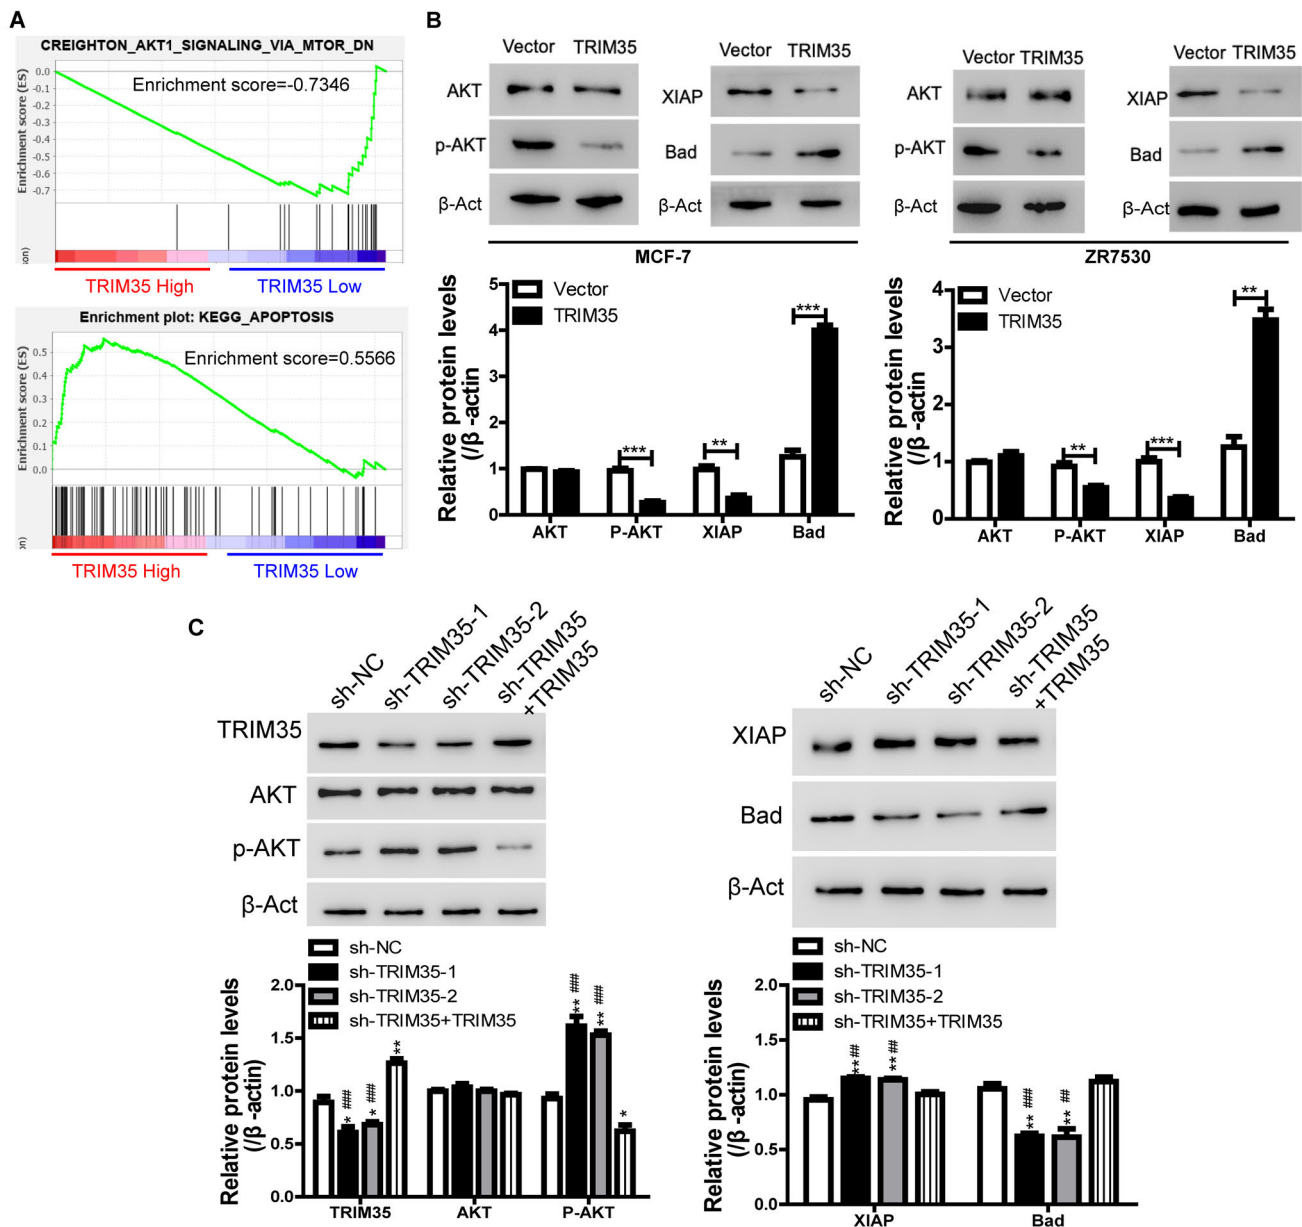 A
CREIGHTON_AKT1_SIGNALING_VIA_MTOR_DN
Enrichment score=-0.7346
Enrichment score (ES)
0.0
-0.1
-0.2
-0.3
-0.4
-0.5
-0.6
-0.7
TRIM35 High
TRIM35 Low
Enrichment plot: KEGG_APOPTOSIS
Enrichment score=0.5566
Enrichment score (ES)
0.5
0.4
0.3
0.2
0.1
0.0
TRIM35 High
TRIM35 Low
B
Vector TRIM35
AKT
p-AKT
β-Act
Vector TRIM35
XIAP
Bad
β-Act
MCF-7
Vector TRIM35
AKT
p-AKT
β-Act
Vector TRIM35
XIAP
Bad
β-Act
ZR7530
Relative protein levels
(/β -actin
5
4
3
2
1
0
Vector
TRIM35
***
**
***
AKT
P-AKT
XIAP
Bad
Relative protein levels
(/β -actin
4
3
2
1
0
Vector
TRIM35
**
***
**
AKT
P-AKT
XIAP
Bad
C
sh-NC
sh-TRIM35-1
sh-TRIM35-2
sh-TRIM35
+TRIM35
TRIM35
AKT
p-AKT
β-Act
sh-NC
sh-TRIM35-1
sh-TRIM35-2
sh-TRIM35
+TRIM35
XIAP
Bad
β-Act
sh-NC
sh-TRIM35-1
sh-TRIM35-2
sh-TRIM35+TRIM35
Relative protein levels
(/β -actin)
2.0
1.5
1.0
0.5
0.0
* ###
* ###
**
** ###
** ###
*
TRIM35
AKT
P-AKT
sh-NC
sh-TRIM35-1
sh-TRIM35-2
sh-TRIM35+TRIM35
Relative protein levels
(/β -actin)
2.0
1.5
1.0
0.5
0.0
** ##
** ##
** ###
** ##
XIAP
Bad